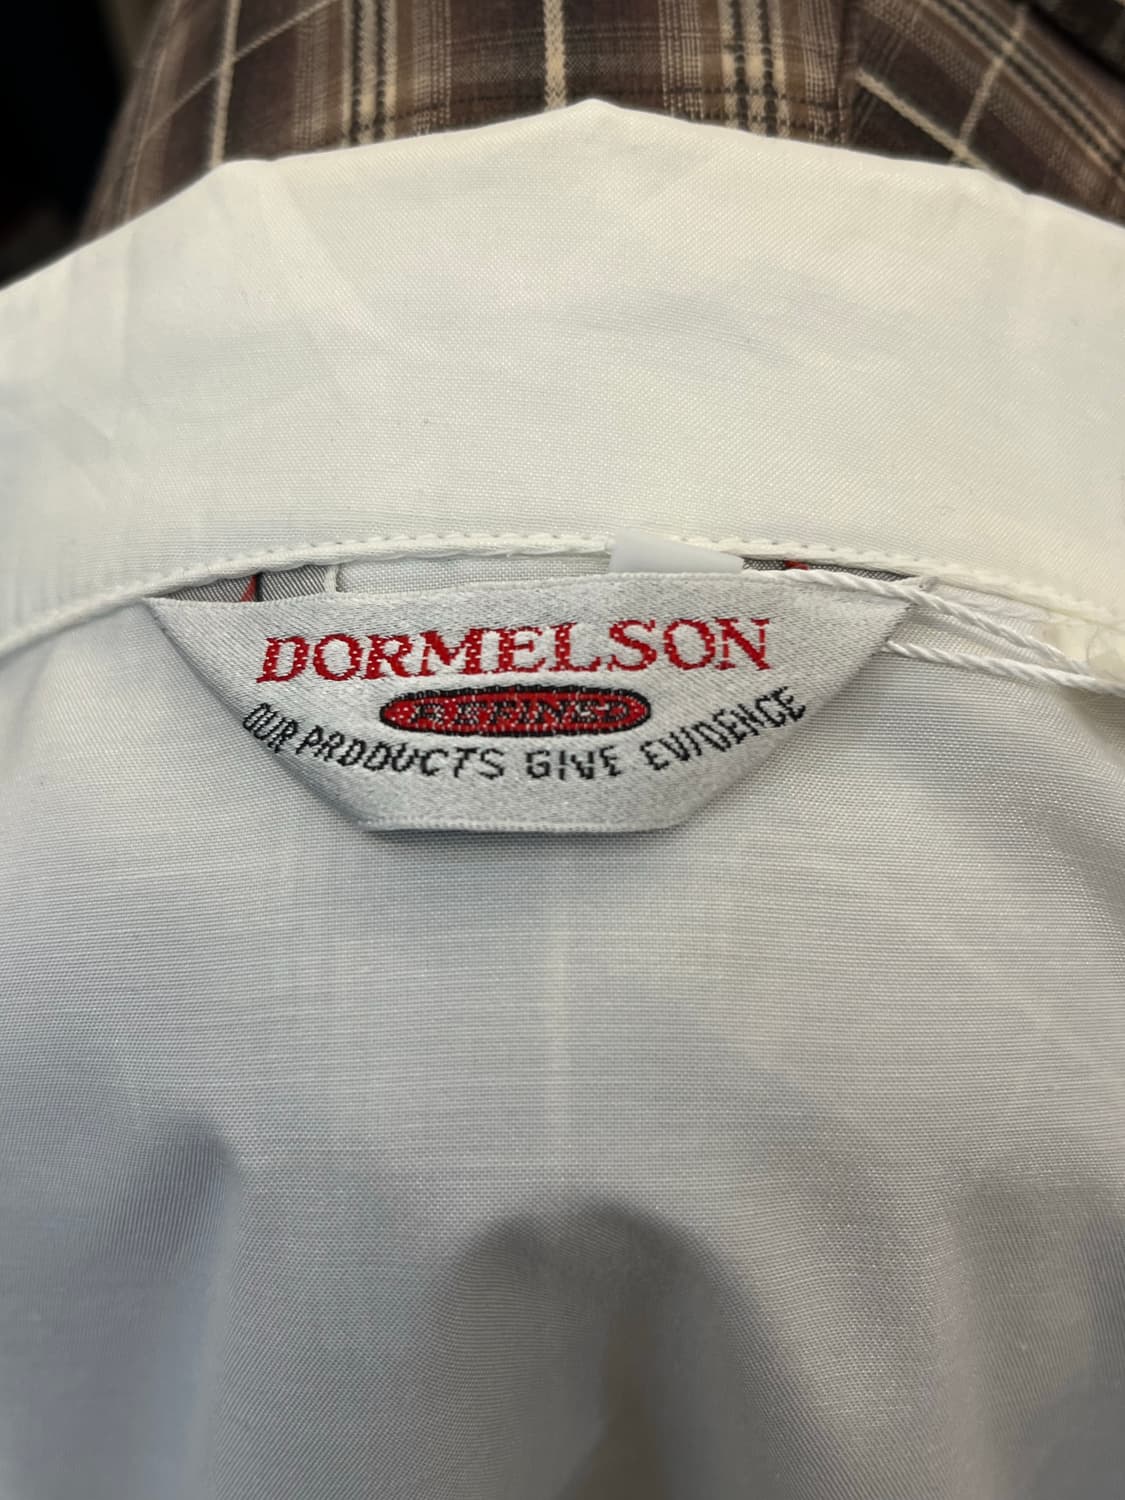 DORMELSON
REFINED
OUR PRODUCTS GIVE EVIDENCE